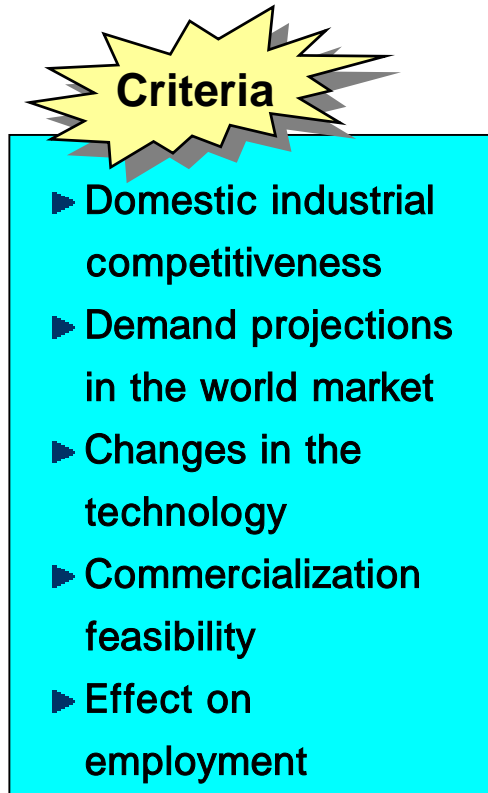 Criteria
Domestic industrial
competitiveness
Demand projections
in the world market
Changes in the
technology
Commercialization
feasibility
Effect on
employment